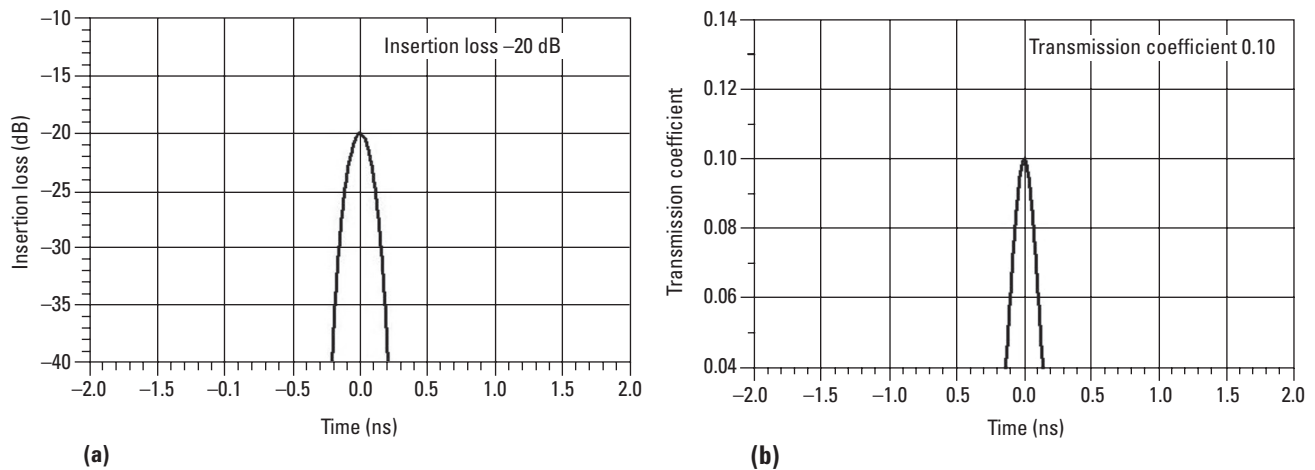 −10
−15
−20
−25
−30
−35
−40
Insertion loss (dB)
Insertion loss −20 dB
−2.0 −1.5 −0.1 −0.5 0.0 0.5 1.0 1.5 2.0
Time (ns)
(a)
0.14
0.12
0.10
0.08
0.06
0.04
Transmission coefficient
Transmission coefficient 0.10
−2.0 −1.5 −1.0 0.5 0.0 0.5 1.0 1.5 2.0
Time (ns)
(b)